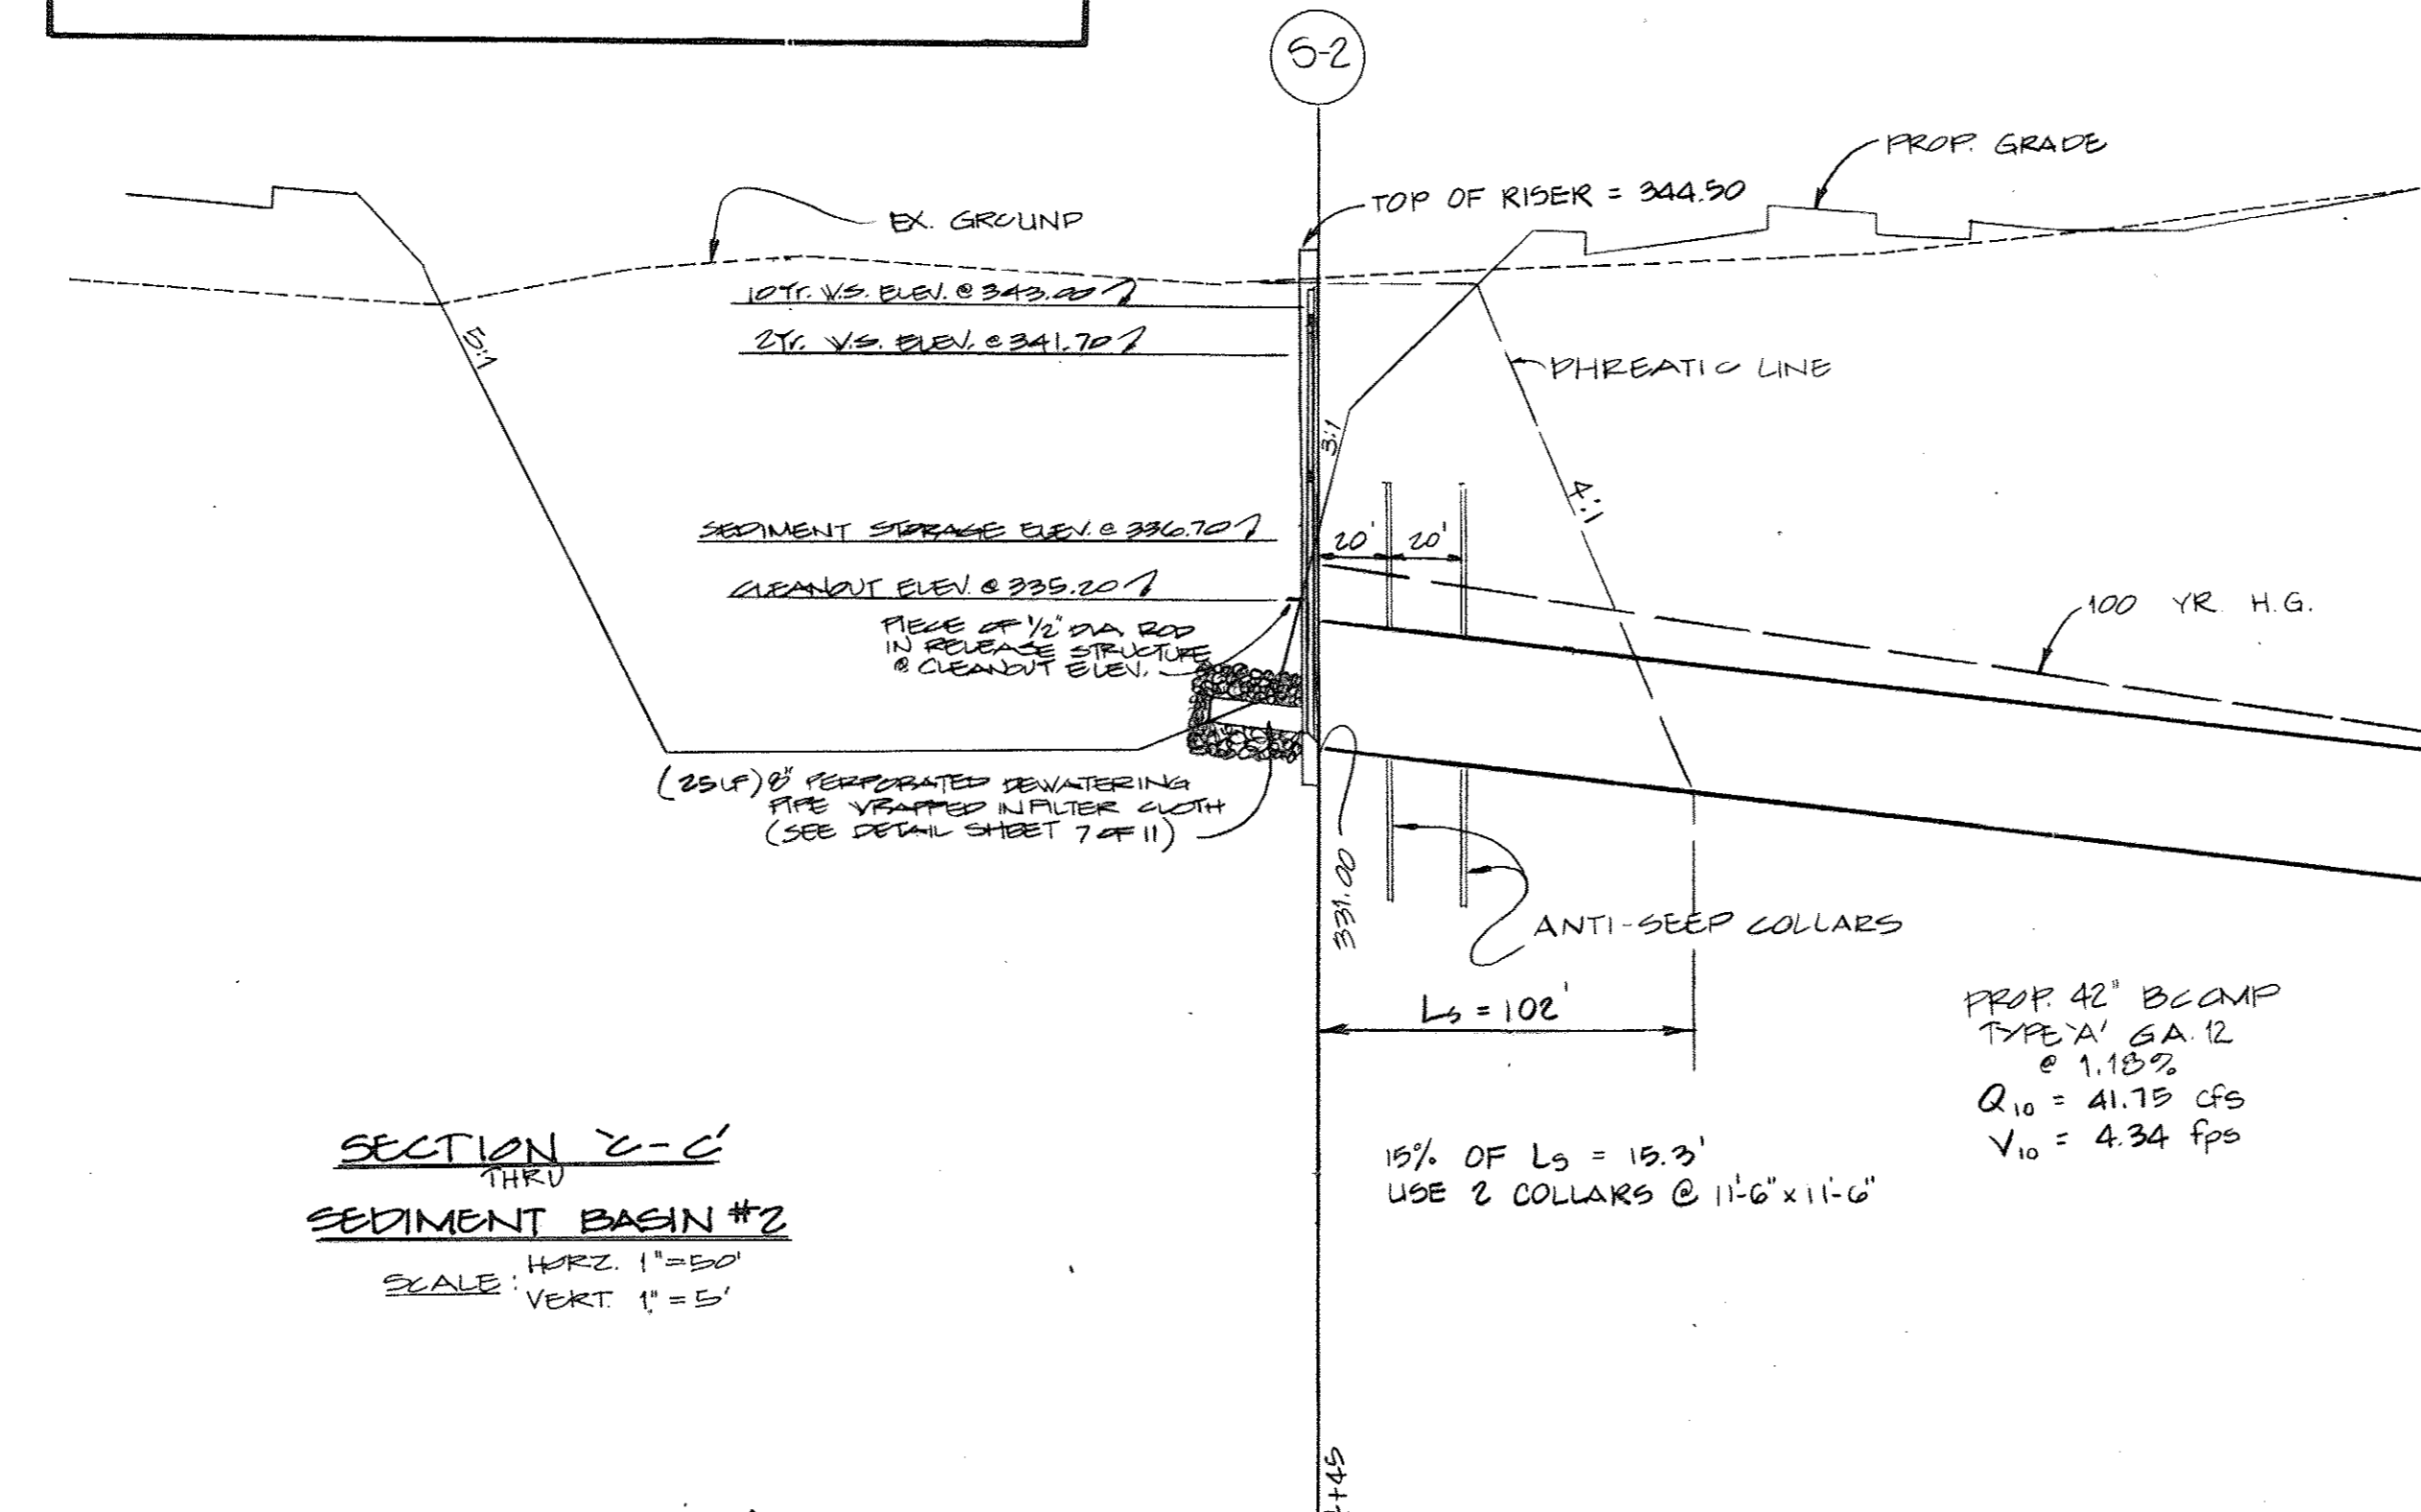 S-2
PROP. GRADE
TOP OF RISER = 344.50
EX. GROUND
10 Yr. W.S. ELEV. @ 343.00
2 Yr. W.S. ELEV. @ 341.70
5:1
3:1
PHREATIC LINE
4:1
SEDIMENT STORAGE ELEV. @ 336.70
20' 20'
CLEANOUT ELEV. @ 335.20
PIECE OF 1/2" DIA. ROD
IN RELEASE STRUCTURE
@ CLEANOUT ELEV.
100 YR. H.G.
(25 LF) 8" PERFORATED DEWATERING
PIPE WRAPPED IN FILTER CLOTH
(SEE DETAIL SHEET 7 OF 11)
331.00
ANTI-SEEP COLLARS
Ls = 102'
PROP. 42" BCCMP
TYPE 'A' GA. 12
@ 1.18%
Q10 = 41.75 cfs
V10 = 4.34 fps
15% OF Ls = 15.3'
USE 2 COLLARS @ 11'-6" x 11'-6"
SECTION 'C-C'
THRU
SEDIMENT BASIN #2
SCALE: HORZ. 1" = 50'
VERT. 1" = 5'
+45